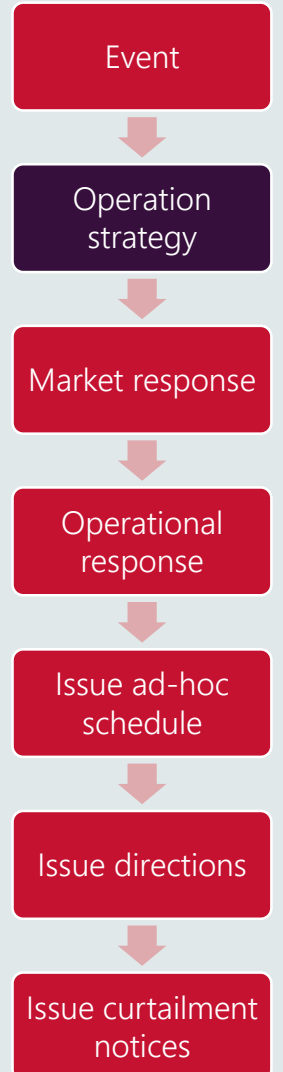 Event
Operation
strategy
Market response
Operational
response
Issue ad-hoc
schedule
Issue directions
Issue curtailment
notices